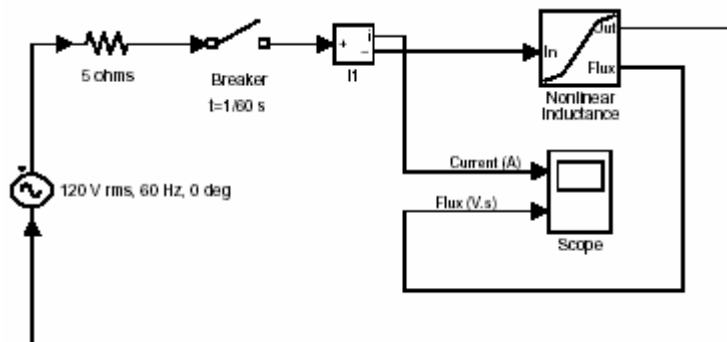 5 ohms
Breaker
t=1/60 s
+
i
−
I1
In
Out
Flux
Nonlinear
Inductance
120 V rms, 60 Hz, 0 deg
Current (A)
Flux (V.s)
Scope